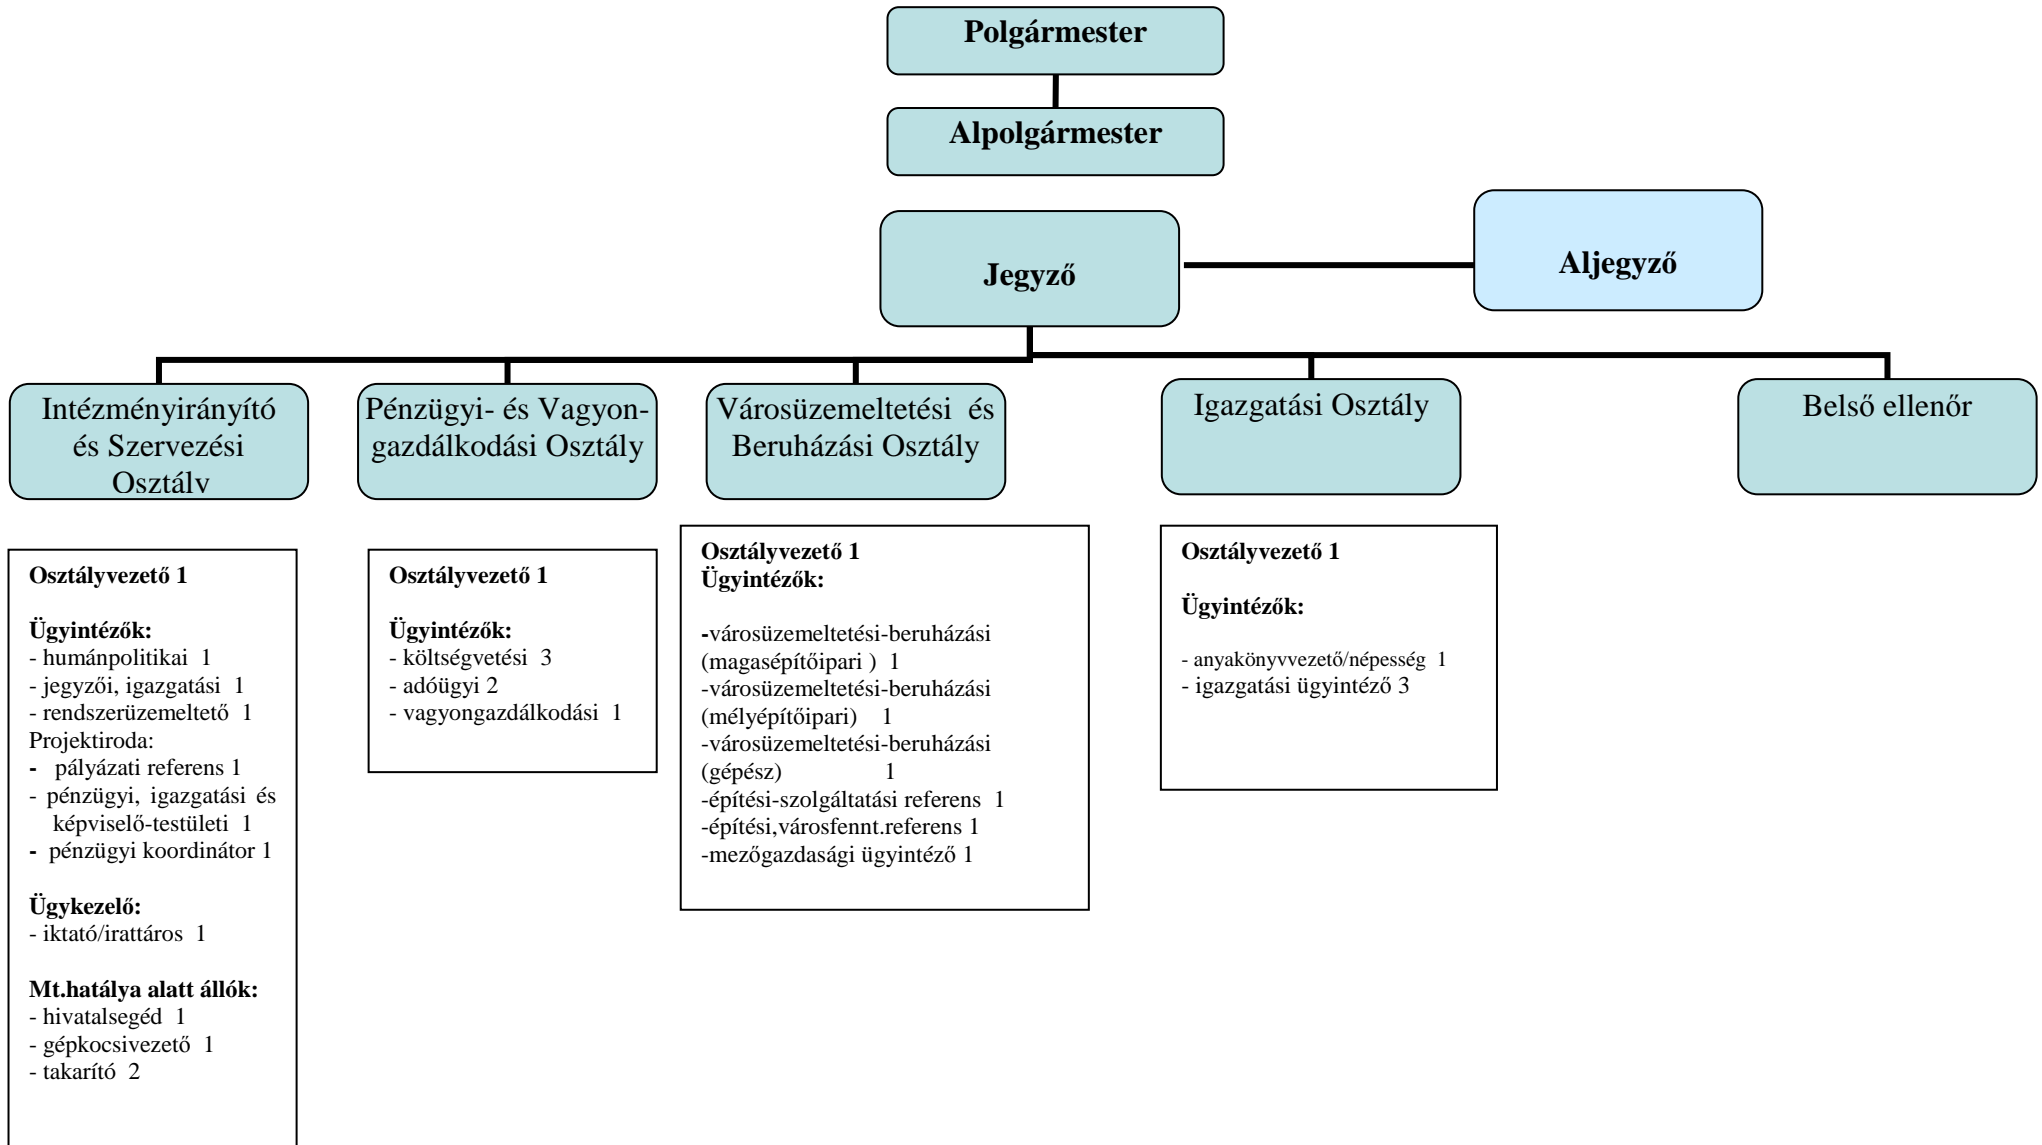 Polgármester
Alpolgármester
Jegyző
Aljegyző
Intézményirányító
és Szervezési
Osztály
Pénzügyi- és Vagyon-
gazdálkodási Osztály
Városüzemeltetési és
Beruházási Osztály
Igazgatási Osztály
Belső ellenőr
Osztályvezető 1
Ügyintézők:
- humánpolitikai 1
- jegyzői, igazgatási 1
- rendszerüzemeltető 1
Projektiroda:
- pályázati referens 1
- pénzügyi, igazgatási és
képviselő-testületi 1
- pénzügyi koordinátor 1
Ügykezelő:
- iktató/irattáros 1
Mt.hatálya alatt állók:
- hivatalsegéd 1
- gépkocsivezető 1
- takarító 2
Osztályvezető 1
Ügyintézők:
- költségvetési 3
- adóügyi 2
- vagyongazdálkodási 1
Osztályvezető 1
Ügyintézők:
-városüzemeltetési-beruházási
(magasépítőipari ) 1
-városüzemeltetési-beruházási
(mélyépítőipari) 1
-városüzemeltetési-beruházási
(gépész) 1
-építési-szolgáltatási referens 1
-építési,városfennt.referens 1
-mezőgazdasági ügyintéző 1
Osztályvezető 1
Ügyintézők:
- anyakönyvvezető/népesség 1
- igazgatási ügyintéző 3